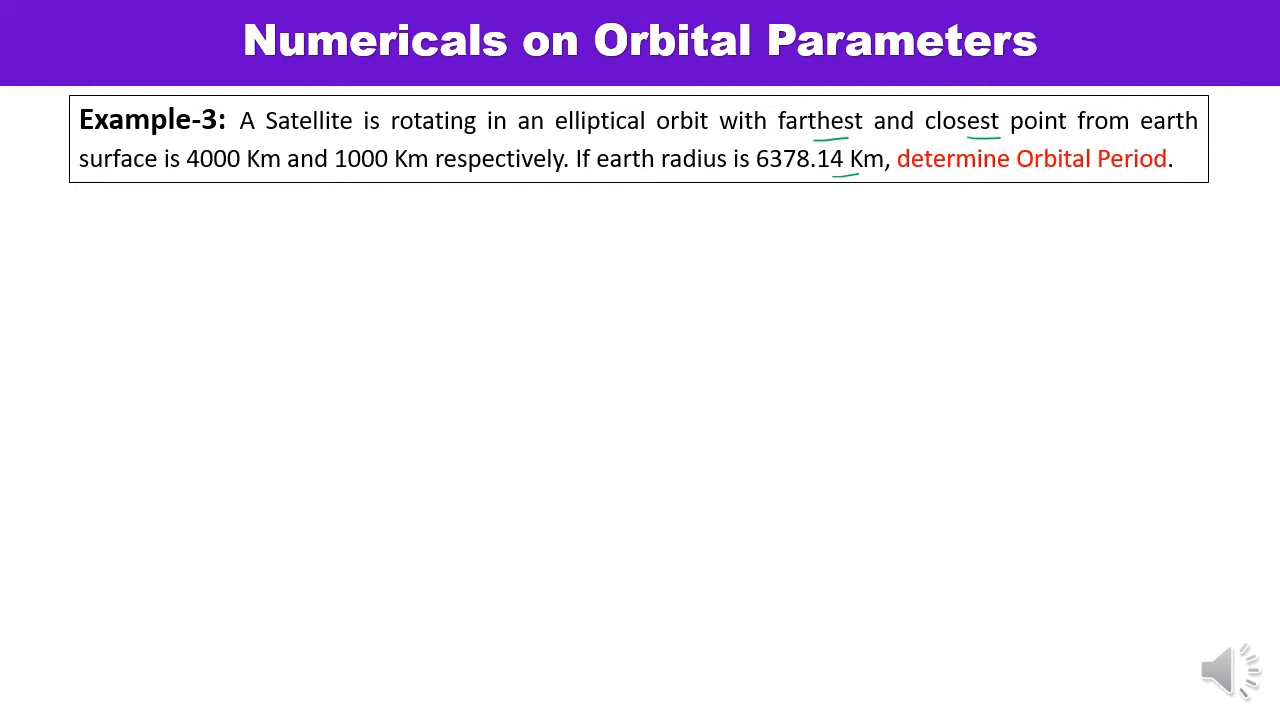 Numericals on Orbital Parameters
Example-3: A Satellite is rotating in an elliptical orbit with farthest and closest point from earth
surface is 4000 Km and 1000 Km respectively. If earth radius is 6378.14 Km, determine Orbital Period.